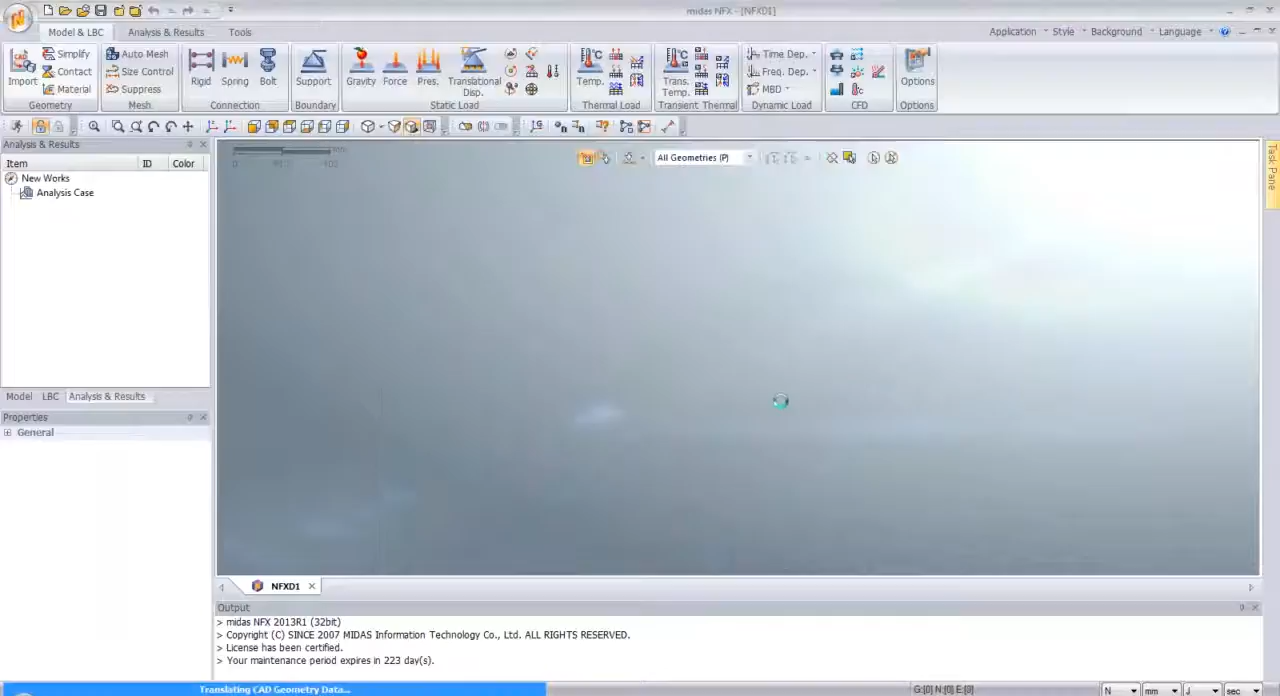 midas NFX - [NFXD1]
Model & LBC Analysis & Results Tools Application Style Background Language
Import Simplify Contact Material Geometry
Auto Mesh Size Control Suppress Mesh
Rigid Spring Bolt Connection
Support Boundary
Gravity Force Pres. Translational Disp. Static Load
Temp. Thermal Load
Trans. Temp. Transient Thermal
Time Dep. Freq. Dep. MBD Dynamic Load
CFD
Options Options
Analysis & Results
Item ID Color
New Works
Analysis Case
All Geometries (P)
Task Pane
Model LBC Analysis & Results
Properties
General
NFXD1
Output
> midas NFX 2013R1 (32bit)
> Copyright (C) SINCE 2007 MIDAS Information Technology Co., Ltd. ALL RIGHTS RESERVED.
> License has been certified.
> Your maintenance period expires in 223 day(s).
Translating CAD Geometry Data...
G:[0] N:[0] E:[0] N mm J sec